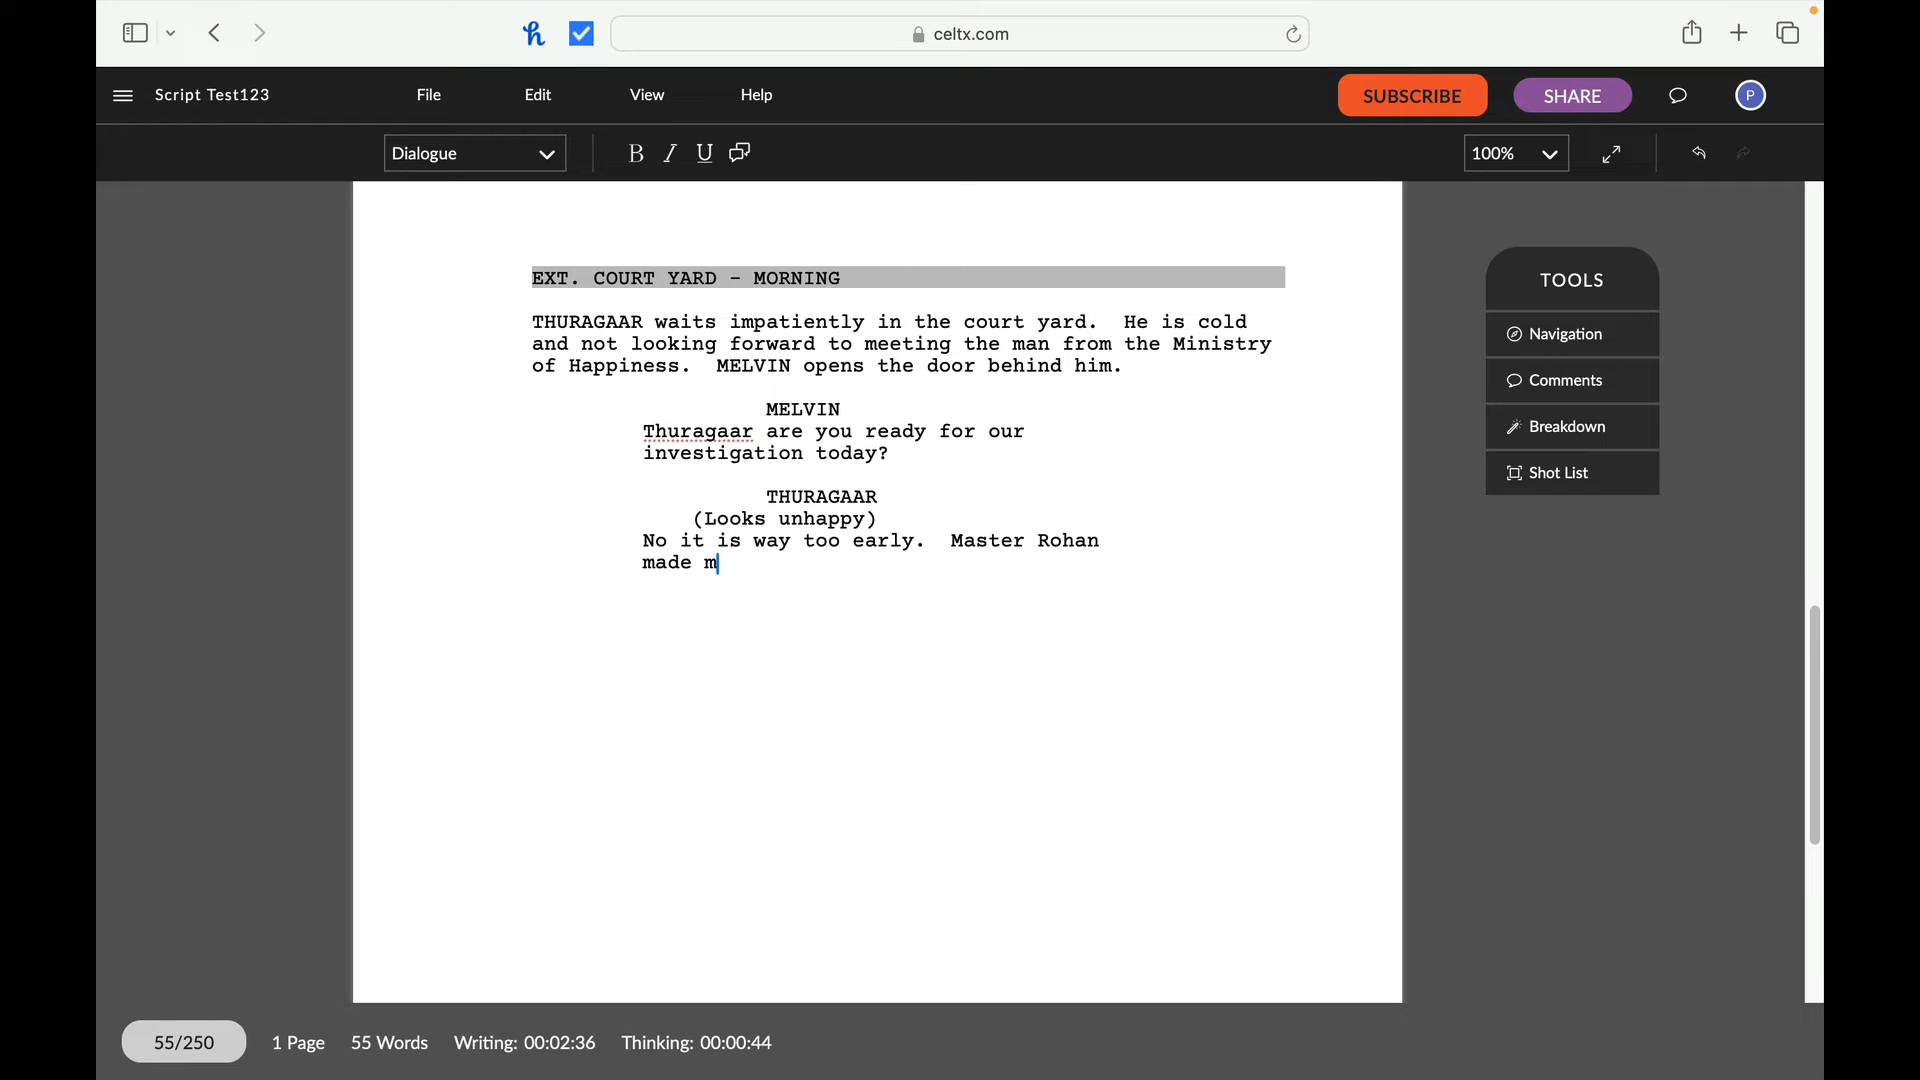 celtx.com
Script Test123
File
Edit
View
Help
SUBSCRIBE
SHARE
P
Dialogue
B I U
100%
EXT. COURT YARD - MORNING
THURAGAAR waits impatiently in the court yard. He is cold
and not looking forward to meeting the man from the Ministry
of Happiness. MELVIN opens the door behind him.
MELVIN
Thuragaar are you ready for our
investigation today?
THURAGAAR
(Looks unhappy)
No it is way too early. Master Rohan
made m
TOOLS
Navigation
Comments
Breakdown
Shot List
55/250
1 Page
55 Words
Writing: 00:02:36
Thinking: 00:00:44